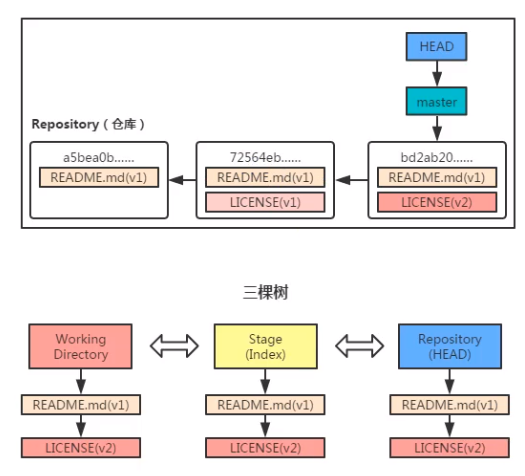 HEAD
master
Repository（仓库）
a5bea0b……
72564eb……
bd2ab20……
README.md(v1)
README.md(v1)
README.md(v1)
LICENSE(v1)
LICENSE(v2)
三棵树
Working
Directory
Stage
(Index)
Repository
(HEAD)
README.md(v1)
README.md(v1)
README.md(v1)
LICENSE(v2)
LICENSE(v2)
LICENSE(v2)